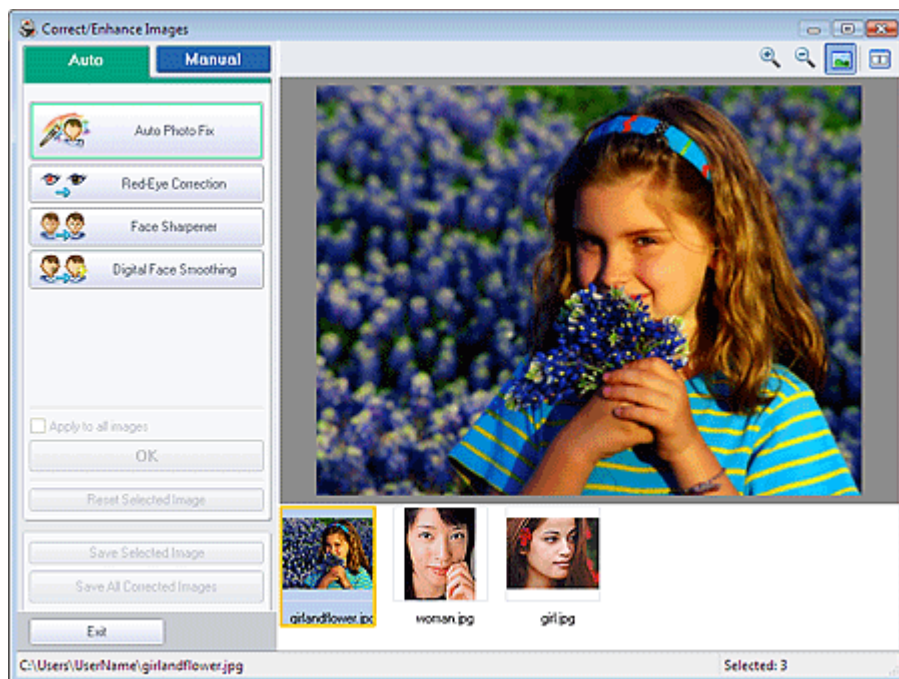 Correct/Enhance Images
Auto
Manual
Auto Photo Fix
Red-Eye Correction
Face Sharpener
Digital Face Smoothing
Apply to all images
OK
Reset Selected Image
Save Selected Image
Save All Corrected Images
Exit
girlandflower.jpg
woman.jpg
girl.jpg
C:\Users\UserName\girlandflower.jpg
Selected: 3